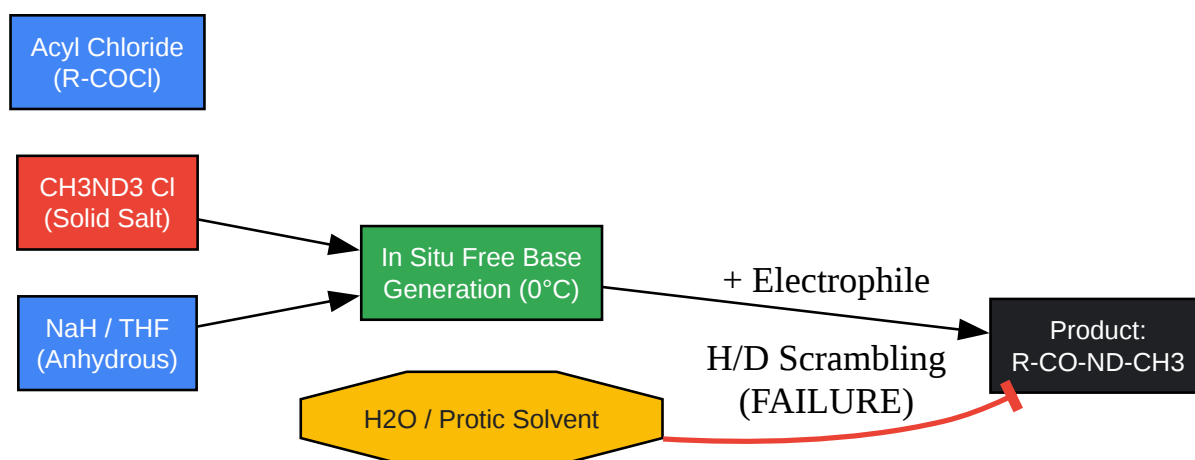 Acyl Chloride
(R-COCl)
CH3ND3 Cl
(Solid Salt)
NaH / THF
(Anhydrous)
In Situ Free Base
Generation (0°C)
+ Electrophile
H/D Scrambling
(FAILURE)
Product:
R-CO-ND-CH3
H2O / Protic Solvent